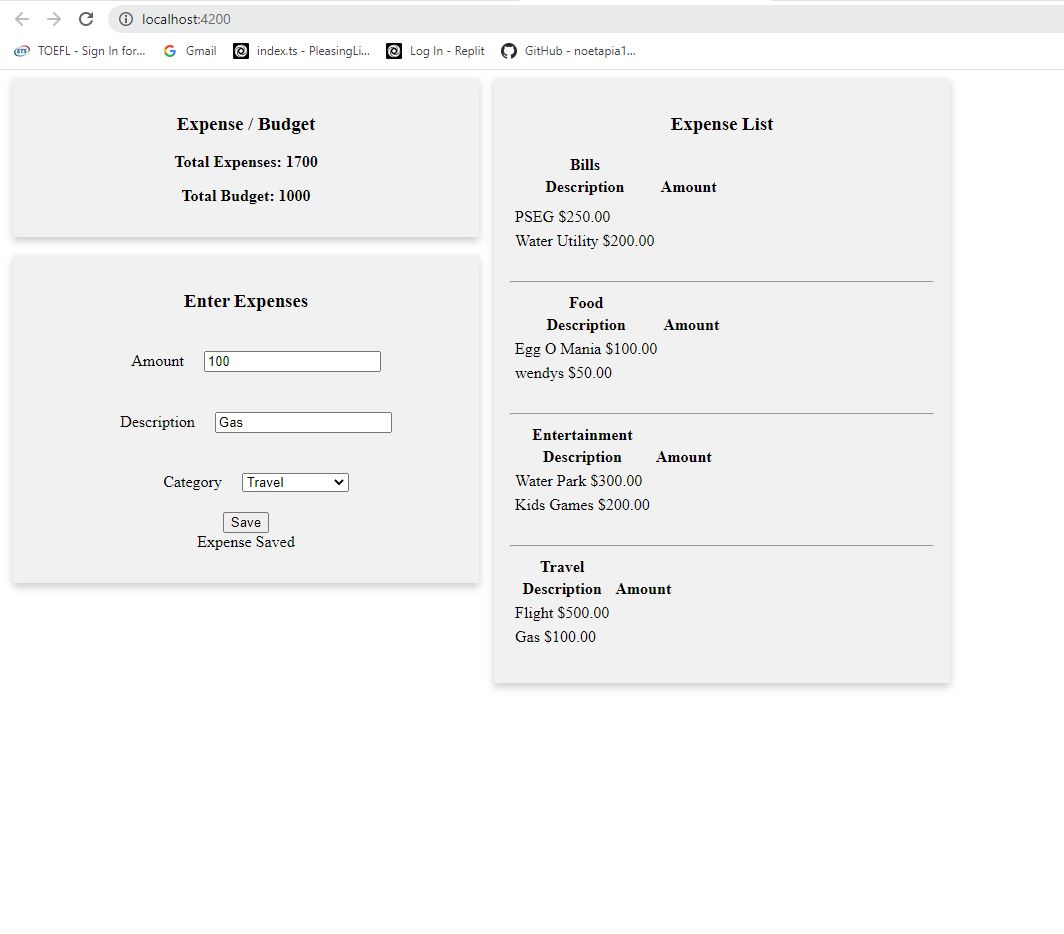 localhost:4200
TOEFL - Sign In for...
Gmail
index.ts - PleasingLi...
Log In - Replit
GitHub - noetapia1...
Expense / Budget
Total Expenses: 1700
Total Budget: 1000
Enter Expenses
Amount 100
Description Gas
Category Travel
Save
Expense Saved
Expense List
Bills
Description Amount
PSEG $250.00
Water Utility $200.00
Food
Description Amount
Egg O Mania $100.00
wendys $50.00
Entertainment
Description Amount
Water Park $300.00
Kids Games $200.00
Travel
Description Amount
Flight $500.00
Gas $100.00